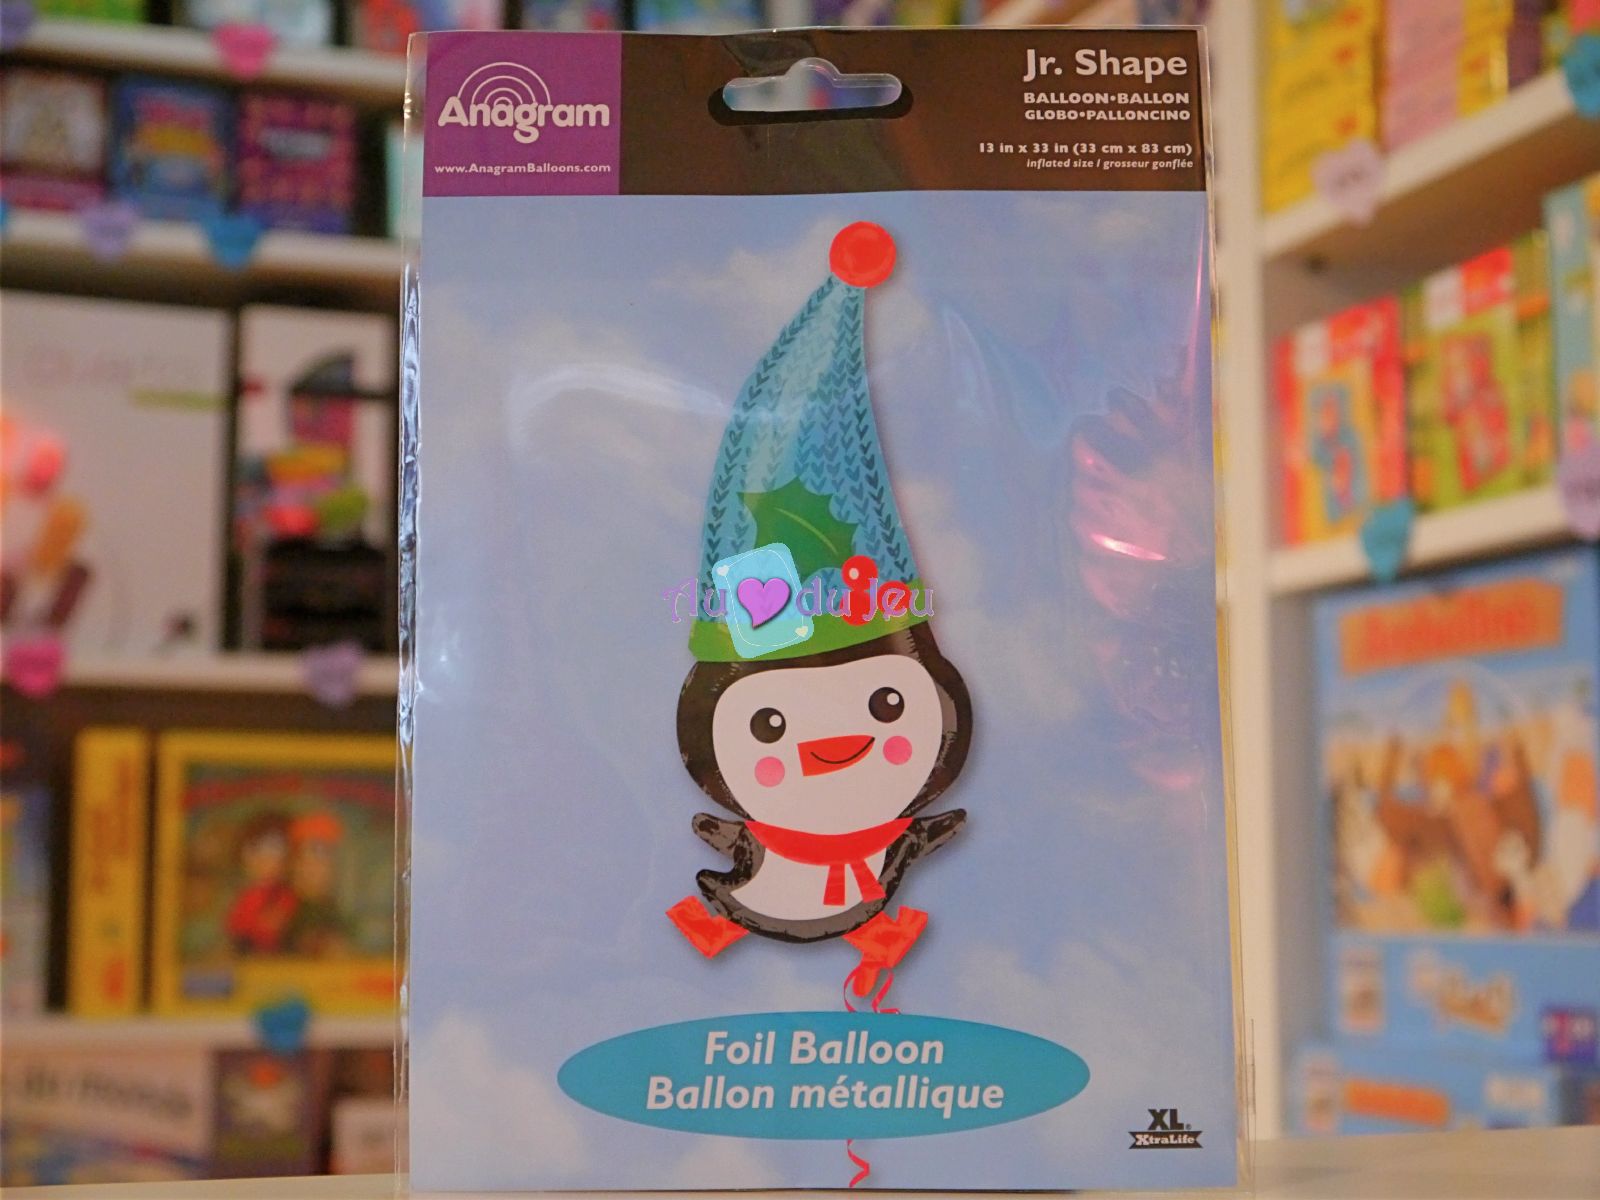 Anagram
www.AnagramBalloons.com
Jr. Shape
BALLOON•BALLON
GLOBO•PALLONCINO
13 in x 33 in (33 cm x 83 cm)
inflated size / grosseur gonflée
Au du Jeu
Foil Balloon
Ballon métallique
XL®
XtraLife